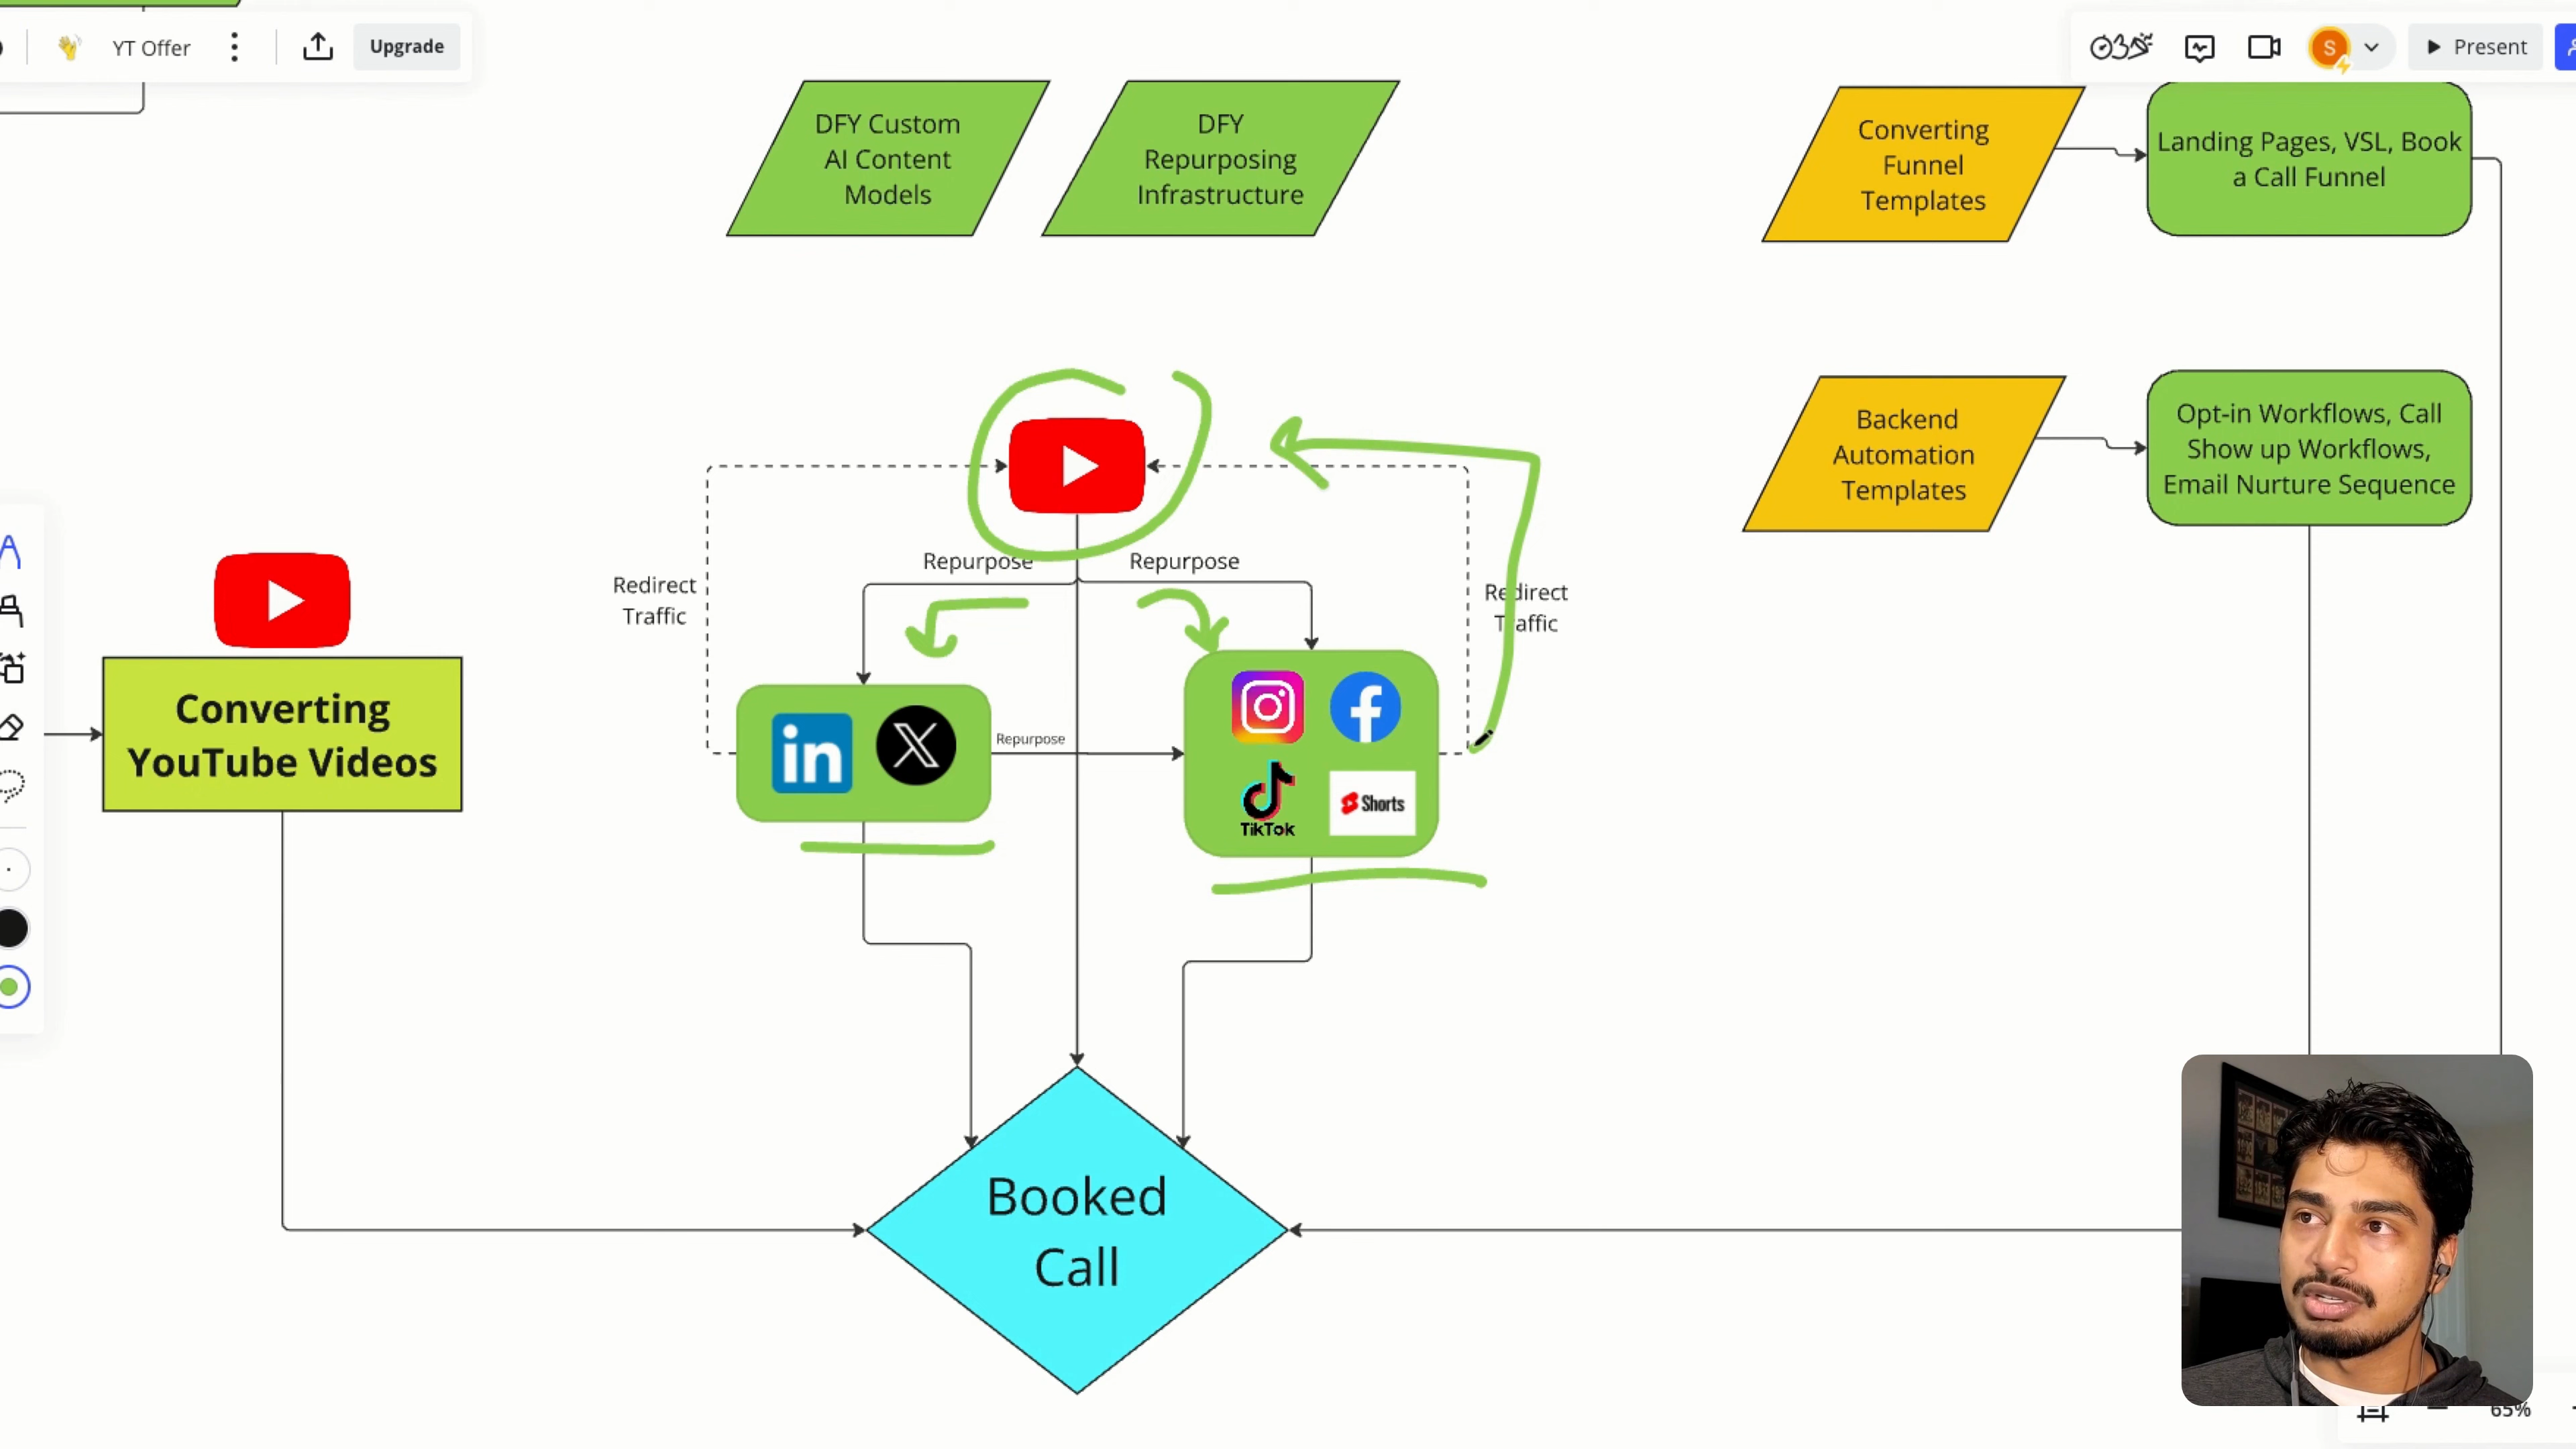 YT Offer
Upgrade
Present
S
DFY Custom
AI Content
Models
DFY
Repurposing
Infrastructure
Converting
Funnel
Templates
Landing Pages, VSL, Book
a Call Funnel
Backend
Automation
Templates
Opt-in Workflows, Call
Show up Workflows,
Email Nurture Sequence
Repurpose
Repurpose
Redirect
Traffic
Redirect
Traffic
Converting
YouTube Videos
in
X
Repurpose
f
TikTok
Shorts
Booked
Call
65%